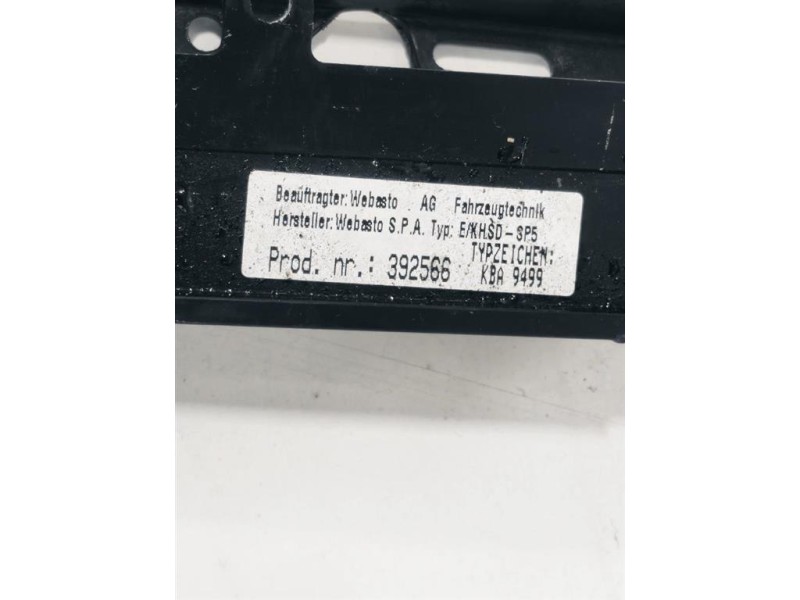 Beauftragter: Webasto AG Fahrzeugtechnik
Hersteller: Webasto S.P.A. Typ: E/KHSD-SP5
TYPZEICHEN:
Prod. nr.: 392566 KBA 9499